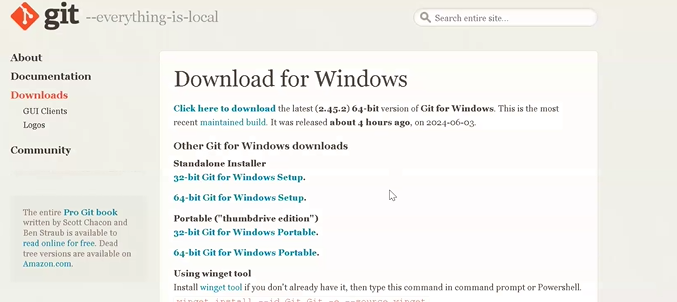 git --everything-is-local
Search entire site...
About
Documentation
Downloads
GUI Clients
Logos
Community
The entire Pro Git book
written by Scott Chacon and
Ben Straub is available to
read online for free. Dead
tree versions are available on
Amazon.com.
Download for Windows
Click here to download the latest (2.45.2) 64-bit version of Git for Windows. This is the most
recent maintained build. It was released about 4 hours ago, on 2024-06-03.
Other Git for Windows downloads
Standalone Installer
32-bit Git for Windows Setup.
64-bit Git for Windows Setup.
Portable ("thumbdrive edition")
32-bit Git for Windows Portable.
64-bit Git for Windows Portable.
Using winget tool
Install winget tool if you don't already have it, then type this command in command prompt or Powershell.